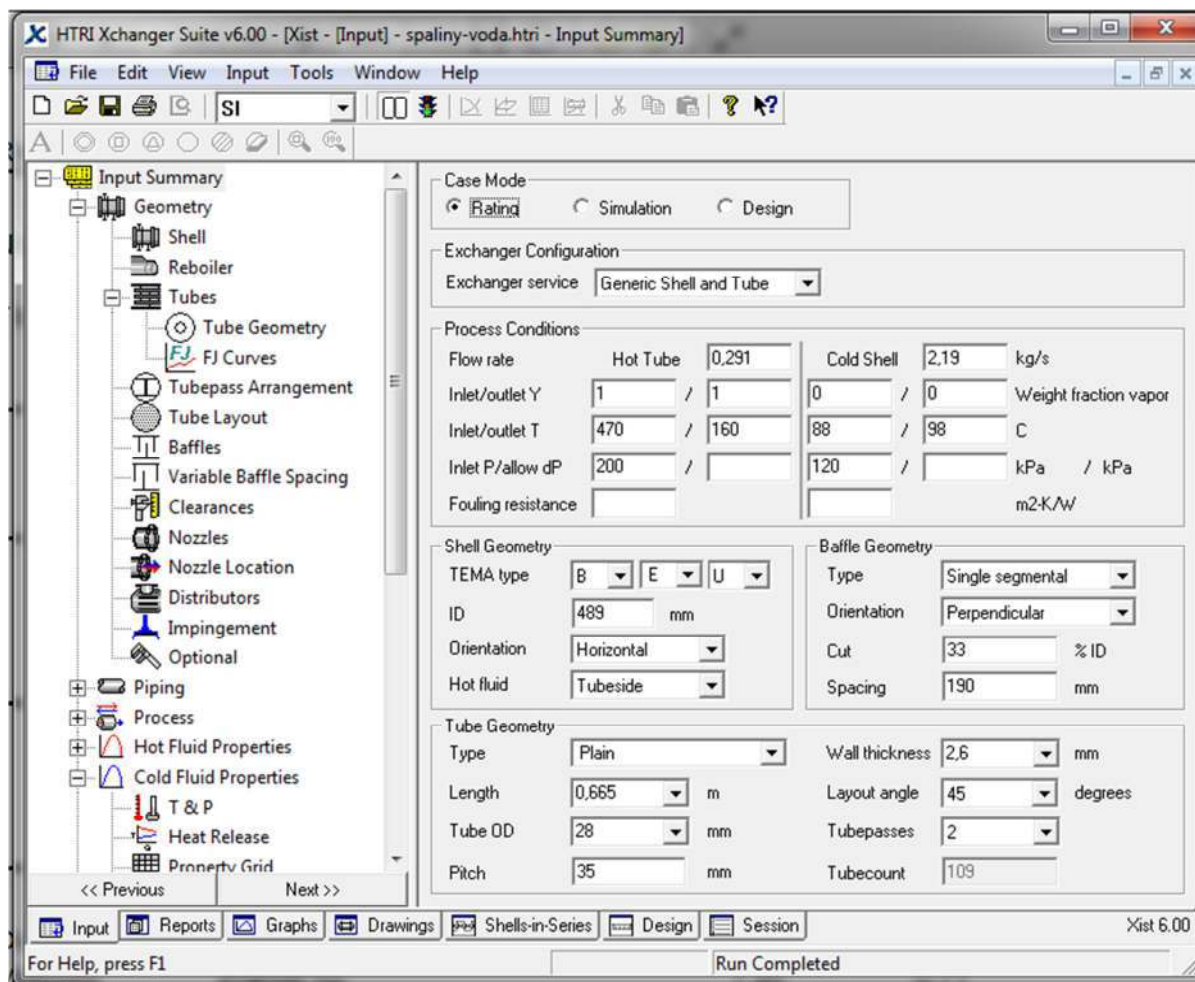 HTRI Xchanger Suite v6.00 - [Xist - [Input] - spaliny-voda.htri - Input Summary]
File Edit View Input Tools Window Help
SI
Input Summary
Geometry
Shell
Reboiler
Tubes
Tube Geometry
FJ
FJ Curves
Tubepass Arrangement
Tube Layout
Baffles
Variable Baffle Spacing
Clearances
Nozzles
Nozzle Location
Distributors
Impingement
Optional
Piping
Process
Hot Fluid Properties
Cold Fluid Properties
T & P
Heat Release
Property Grid
<< Previous Next >>
Case Mode
Rating Simulation Design
Exchanger Configuration
Exchanger service Generic Shell and Tube
Process Conditions
Flow rate Hot Tube 0,291 Cold Shell 2,19 kg/s
Inlet/outlet Y 1 / 1 0 / 0 Weight fraction vapor
Inlet/outlet T 470 / 160 88 / 98 C
Inlet P/allow dP 200 / 120 / kPa / kPa
Fouling resistance m2-K/W
Shell Geometry
TEMA type B E U
ID 489 mm
Orientation Horizontal
Hot fluid Tubeside
Baffle Geometry
Type Single segmental
Orientation Perpendicular
Cut 33 % ID
Spacing 190 mm
Tube Geometry
Type Plain Wall thickness 2,6 mm
Length 0,665 m Layout angle 45 degrees
Tube OD 28 mm Tubepasses 2
Pitch 35 mm Tubecount 109
Input Reports Graphs Drawings Shells-in-Series Design Session Xist 6.00
For Help, press F1 Run Completed